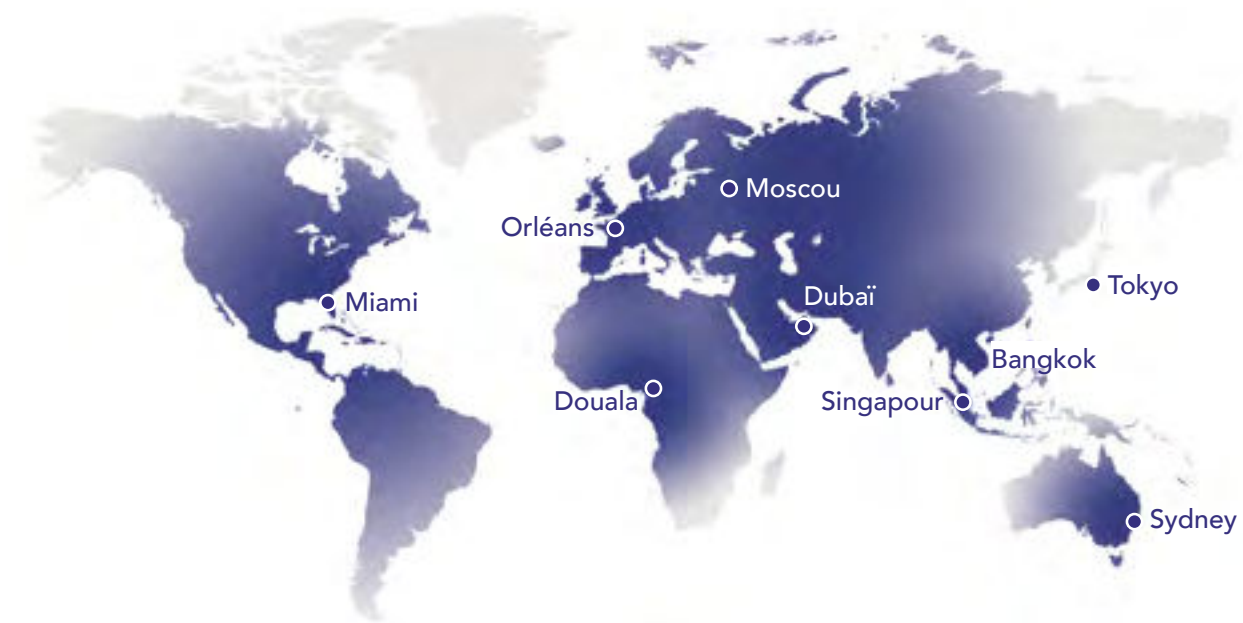 Moscou
Orléans
Tokyo
Dubaï
Miami
Bangkok
Douala
Singapour
Sydney